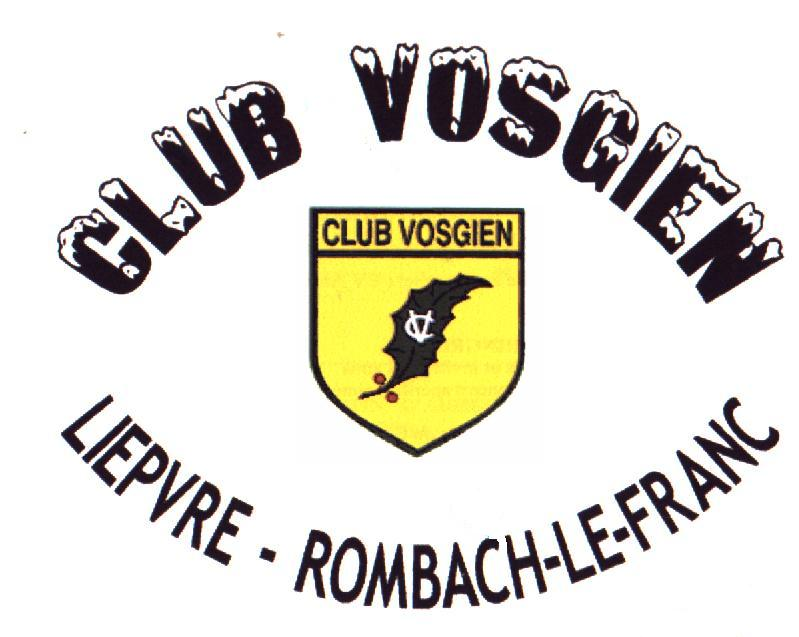 CLUB VOSGIEN
CLUB VOSGIEN
CV
LIEPVRE - ROMBACH-LE-FRANC